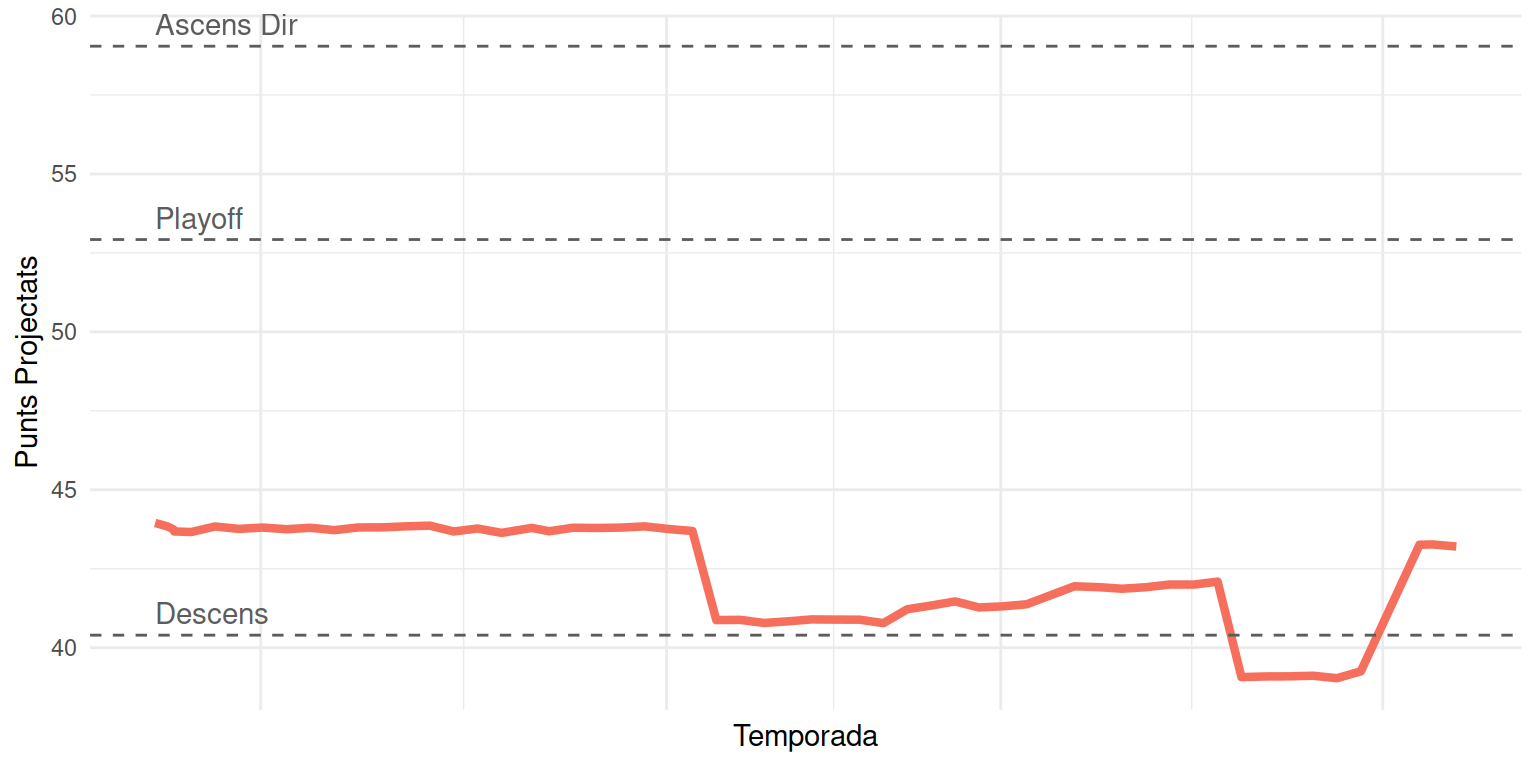 60
Ascens Dir
55
Playoff
50
Punts Projectats
45
Descens
40
Temporada